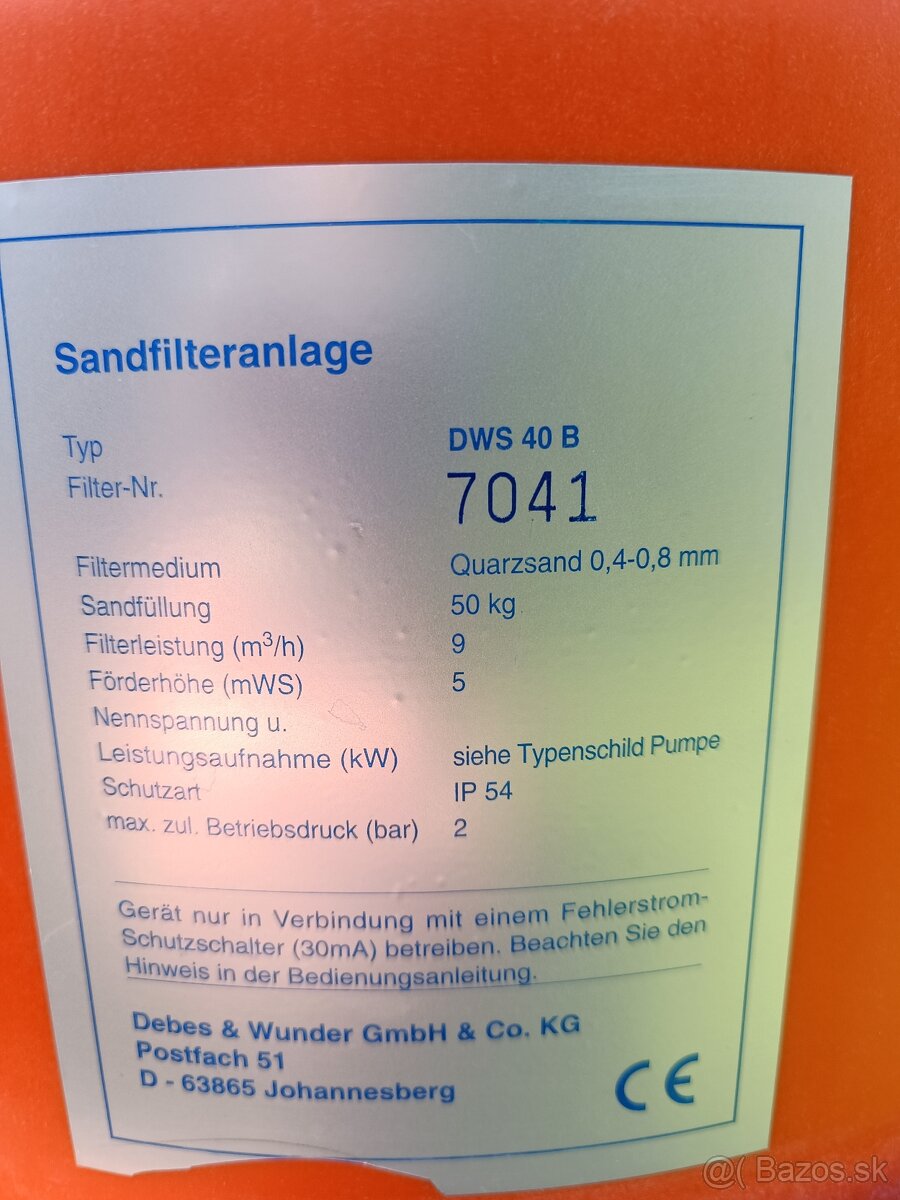 Sandfilteranlage
Typ DWS 40 B
Filter-Nr. 7041
Filtermedium Quarzsand 0,4-0,8 mm
Sandfüllung 50 kg
Filterleistung (m³/h) 9
Förderhöhe (mWS) 5
Nennspannung u.
Leistungsaufnahme (kW) siehe Typenschild Pumpe
Schutzart IP 54
max. zul. Betriebsdruck (bar) 2
Gerät nur in Verbindung mit einem Fehlerstrom-
Schutzschalter (30mA) betreiben. Beachten Sie den
Hinweis in der Bedienungsanleitung.
Debes & Wunder GmbH & Co. KG
Postfach 51
D - 63865 Johannesberg
CE
@( Bazos.sk